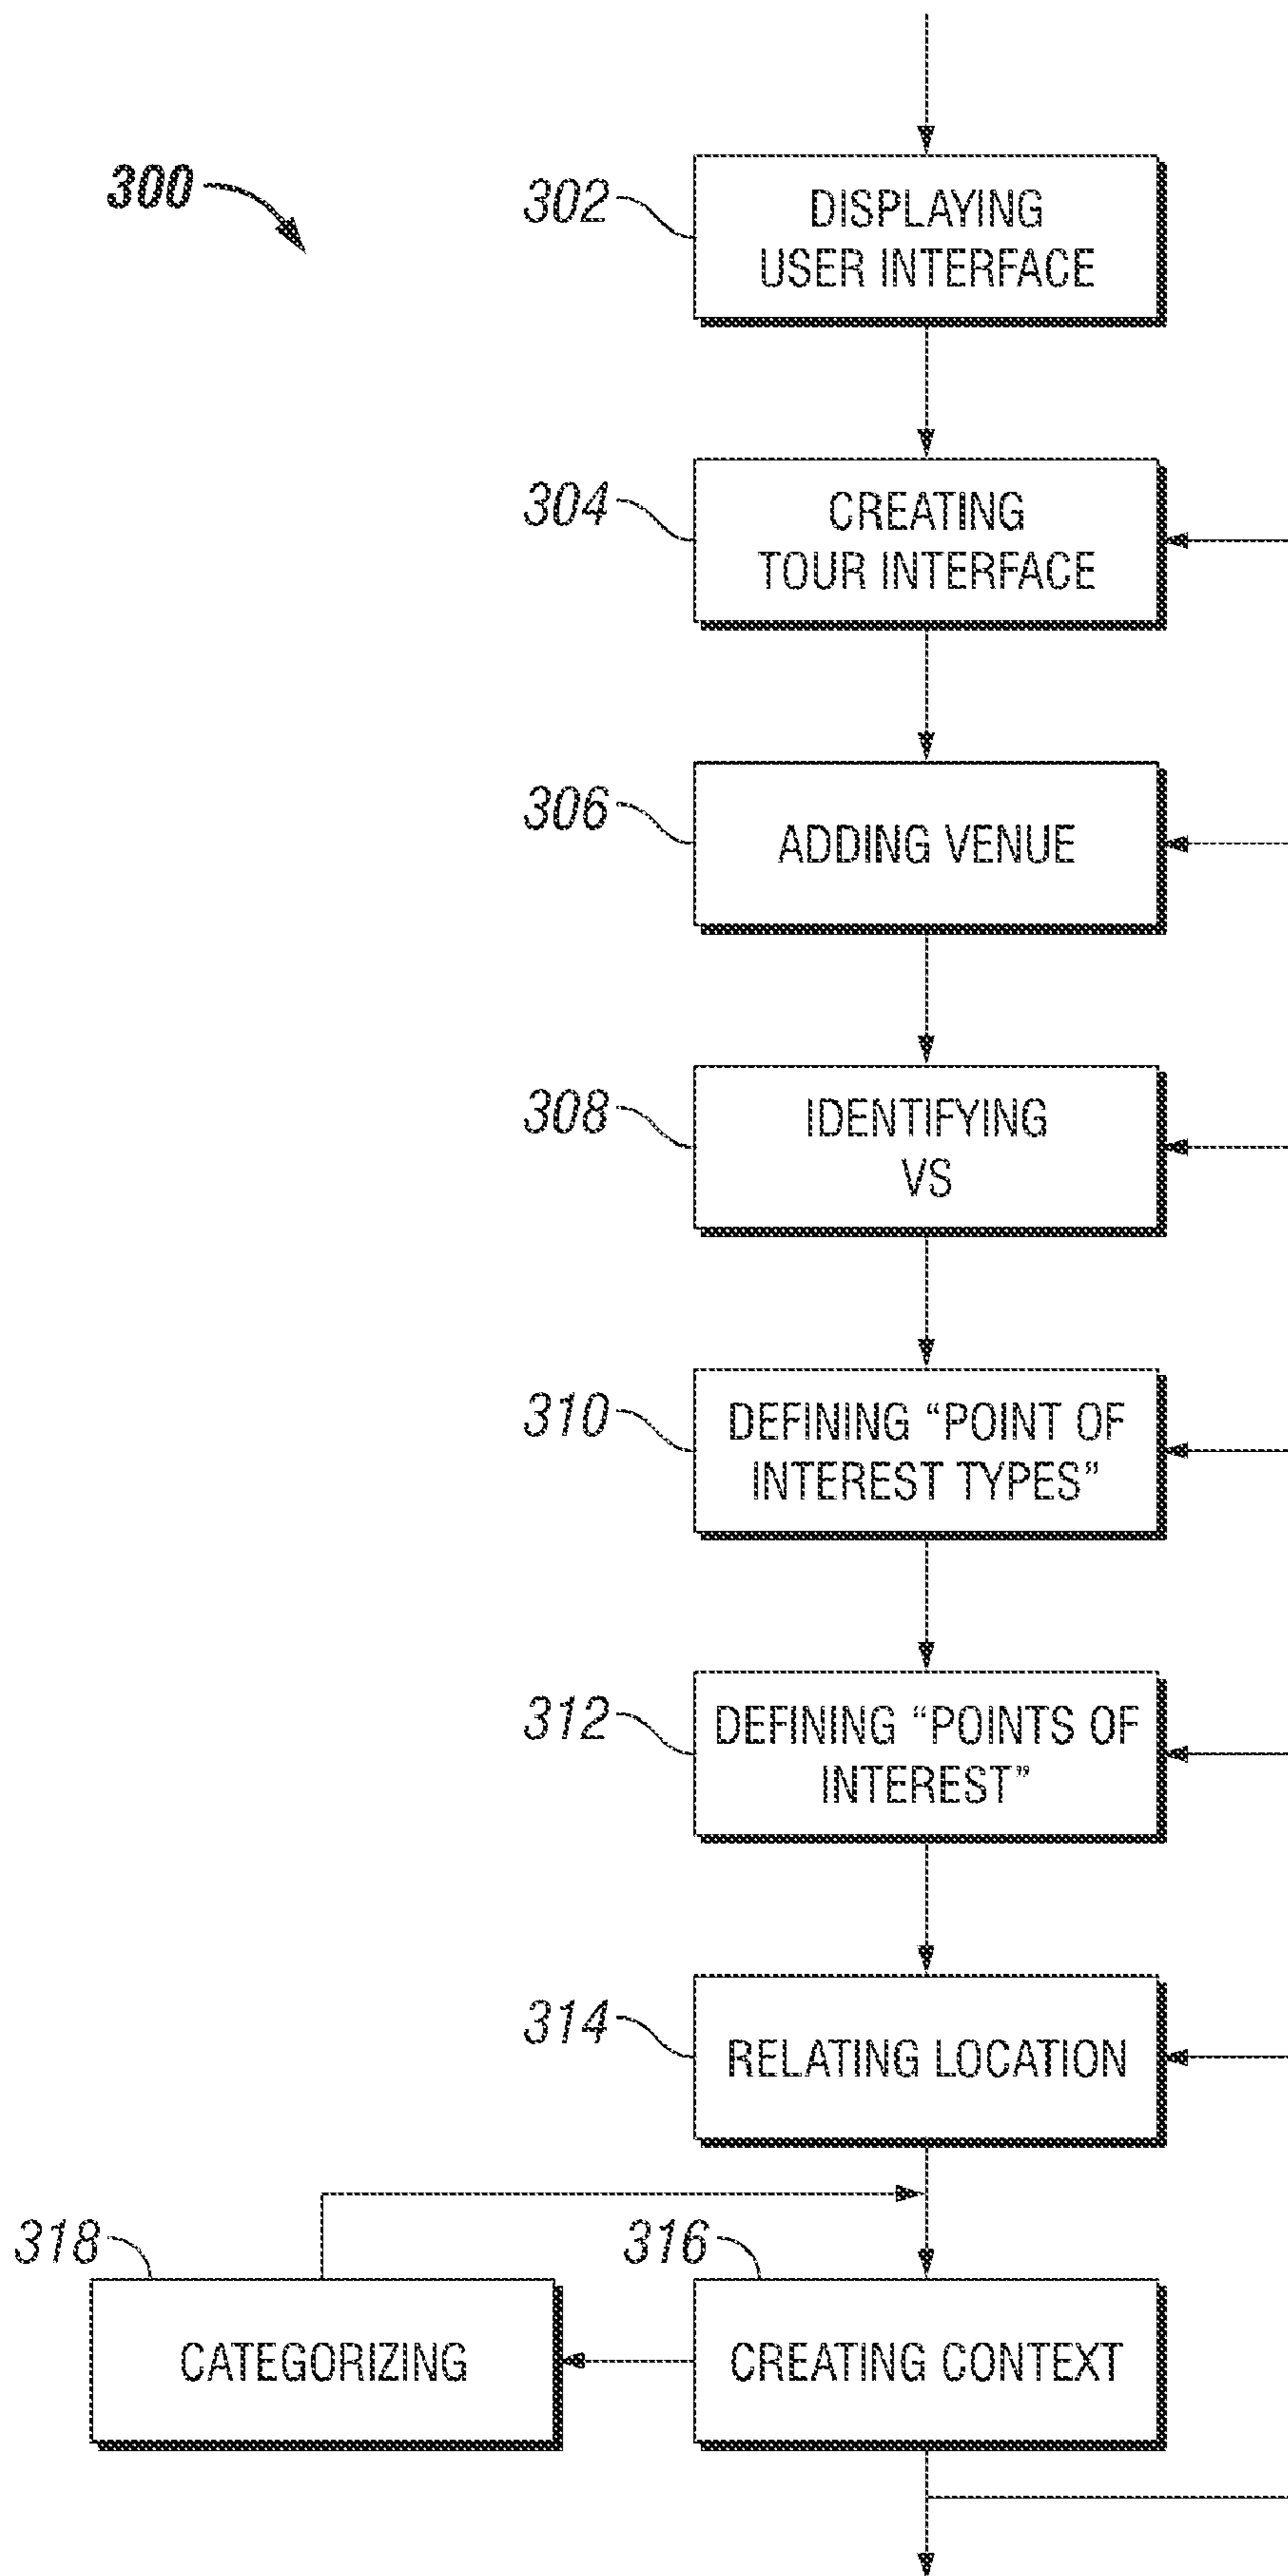 300
302
DISPLAYING
USER INTERFACE
304
CREATING
TOUR INTERFACE
306
ADDING VENUE
308
IDENTIFYING
VS
310
DEFINING “POINT OF
INTEREST TYPES”
312
DEFINING “POINTS OF
INTEREST”
314
RELATING LOCATION
318
316
CATEGORIZING
CREATING CONTEXT